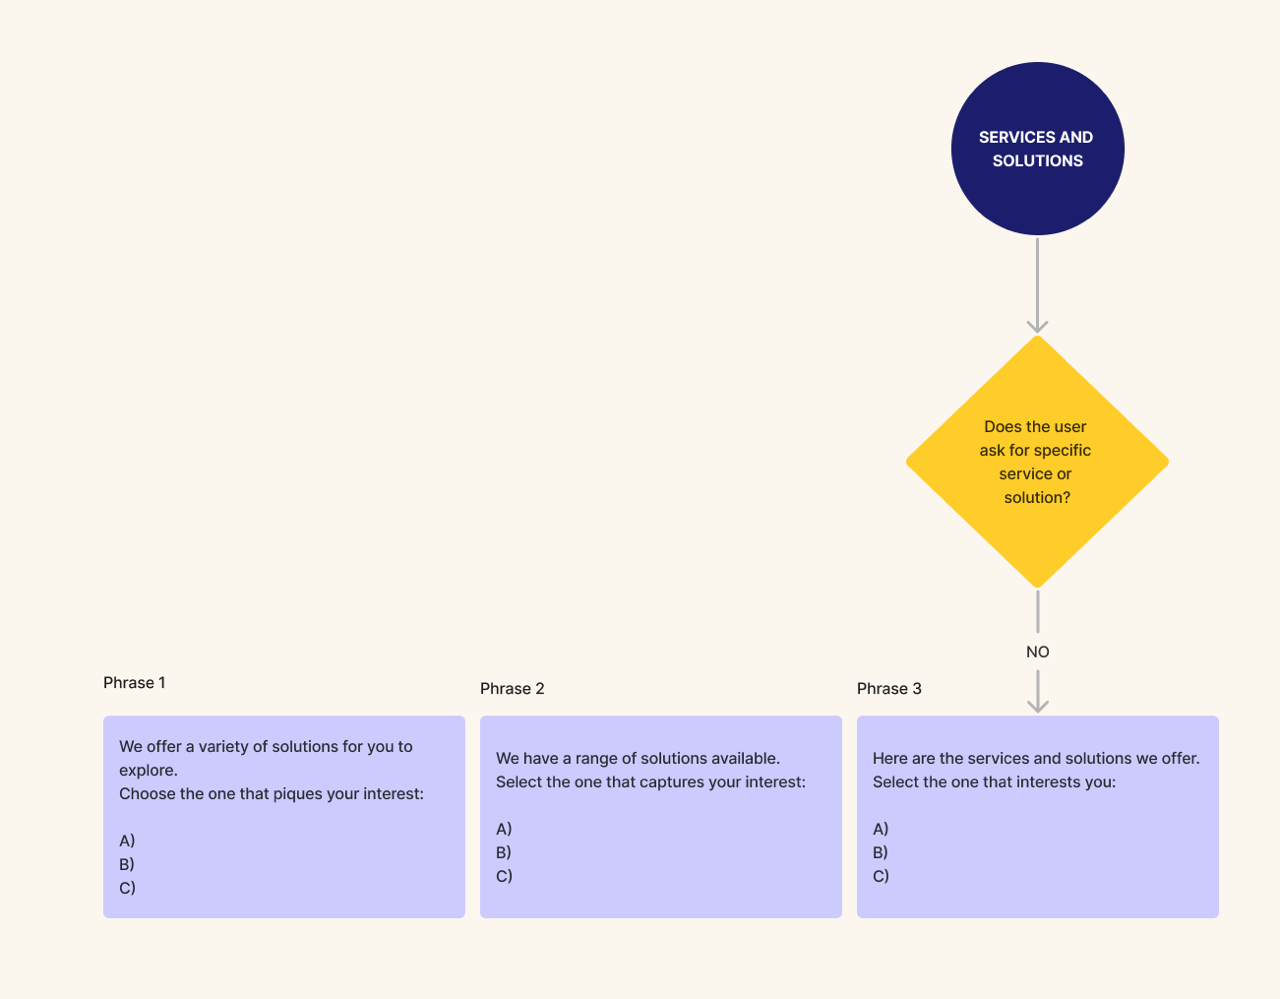 SERVICES AND
SOLUTIONS
Does the user
ask for specific
service or
solution?
NO
Phrase 1
We offer a variety of solutions for you to
explore.
Choose the one that piques your interest:
A)
B)
C)
Phrase 2
We have a range of solutions available.
Select the one that captures your interest:
A)
B)
C)
Phrase 3
Here are the services and solutions we offer.
Select the one that interests you:
A)
B)
C)